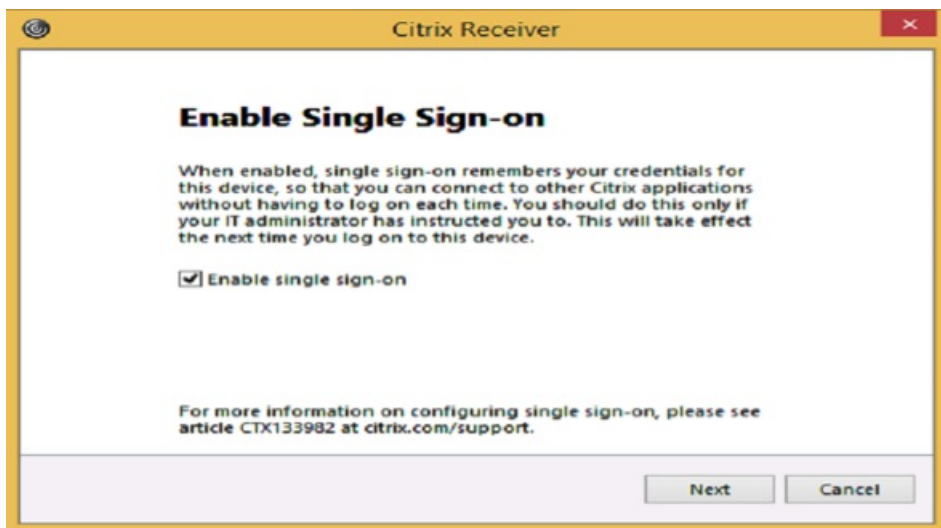 Citrix Receiver
Enable Single Sign-on
When enabled, single sign-on remembers your credentials for
this device, so that you can connect to other Citrix applications
without having to log on each time. You should do this only if
your IT administrator has instructed you to. This will take effect
the next time you log on to this device.
Enable single sign-on
For more information on configuring single sign-on, please see
article CTX133982 at citrix.com/support.
Next Cancel